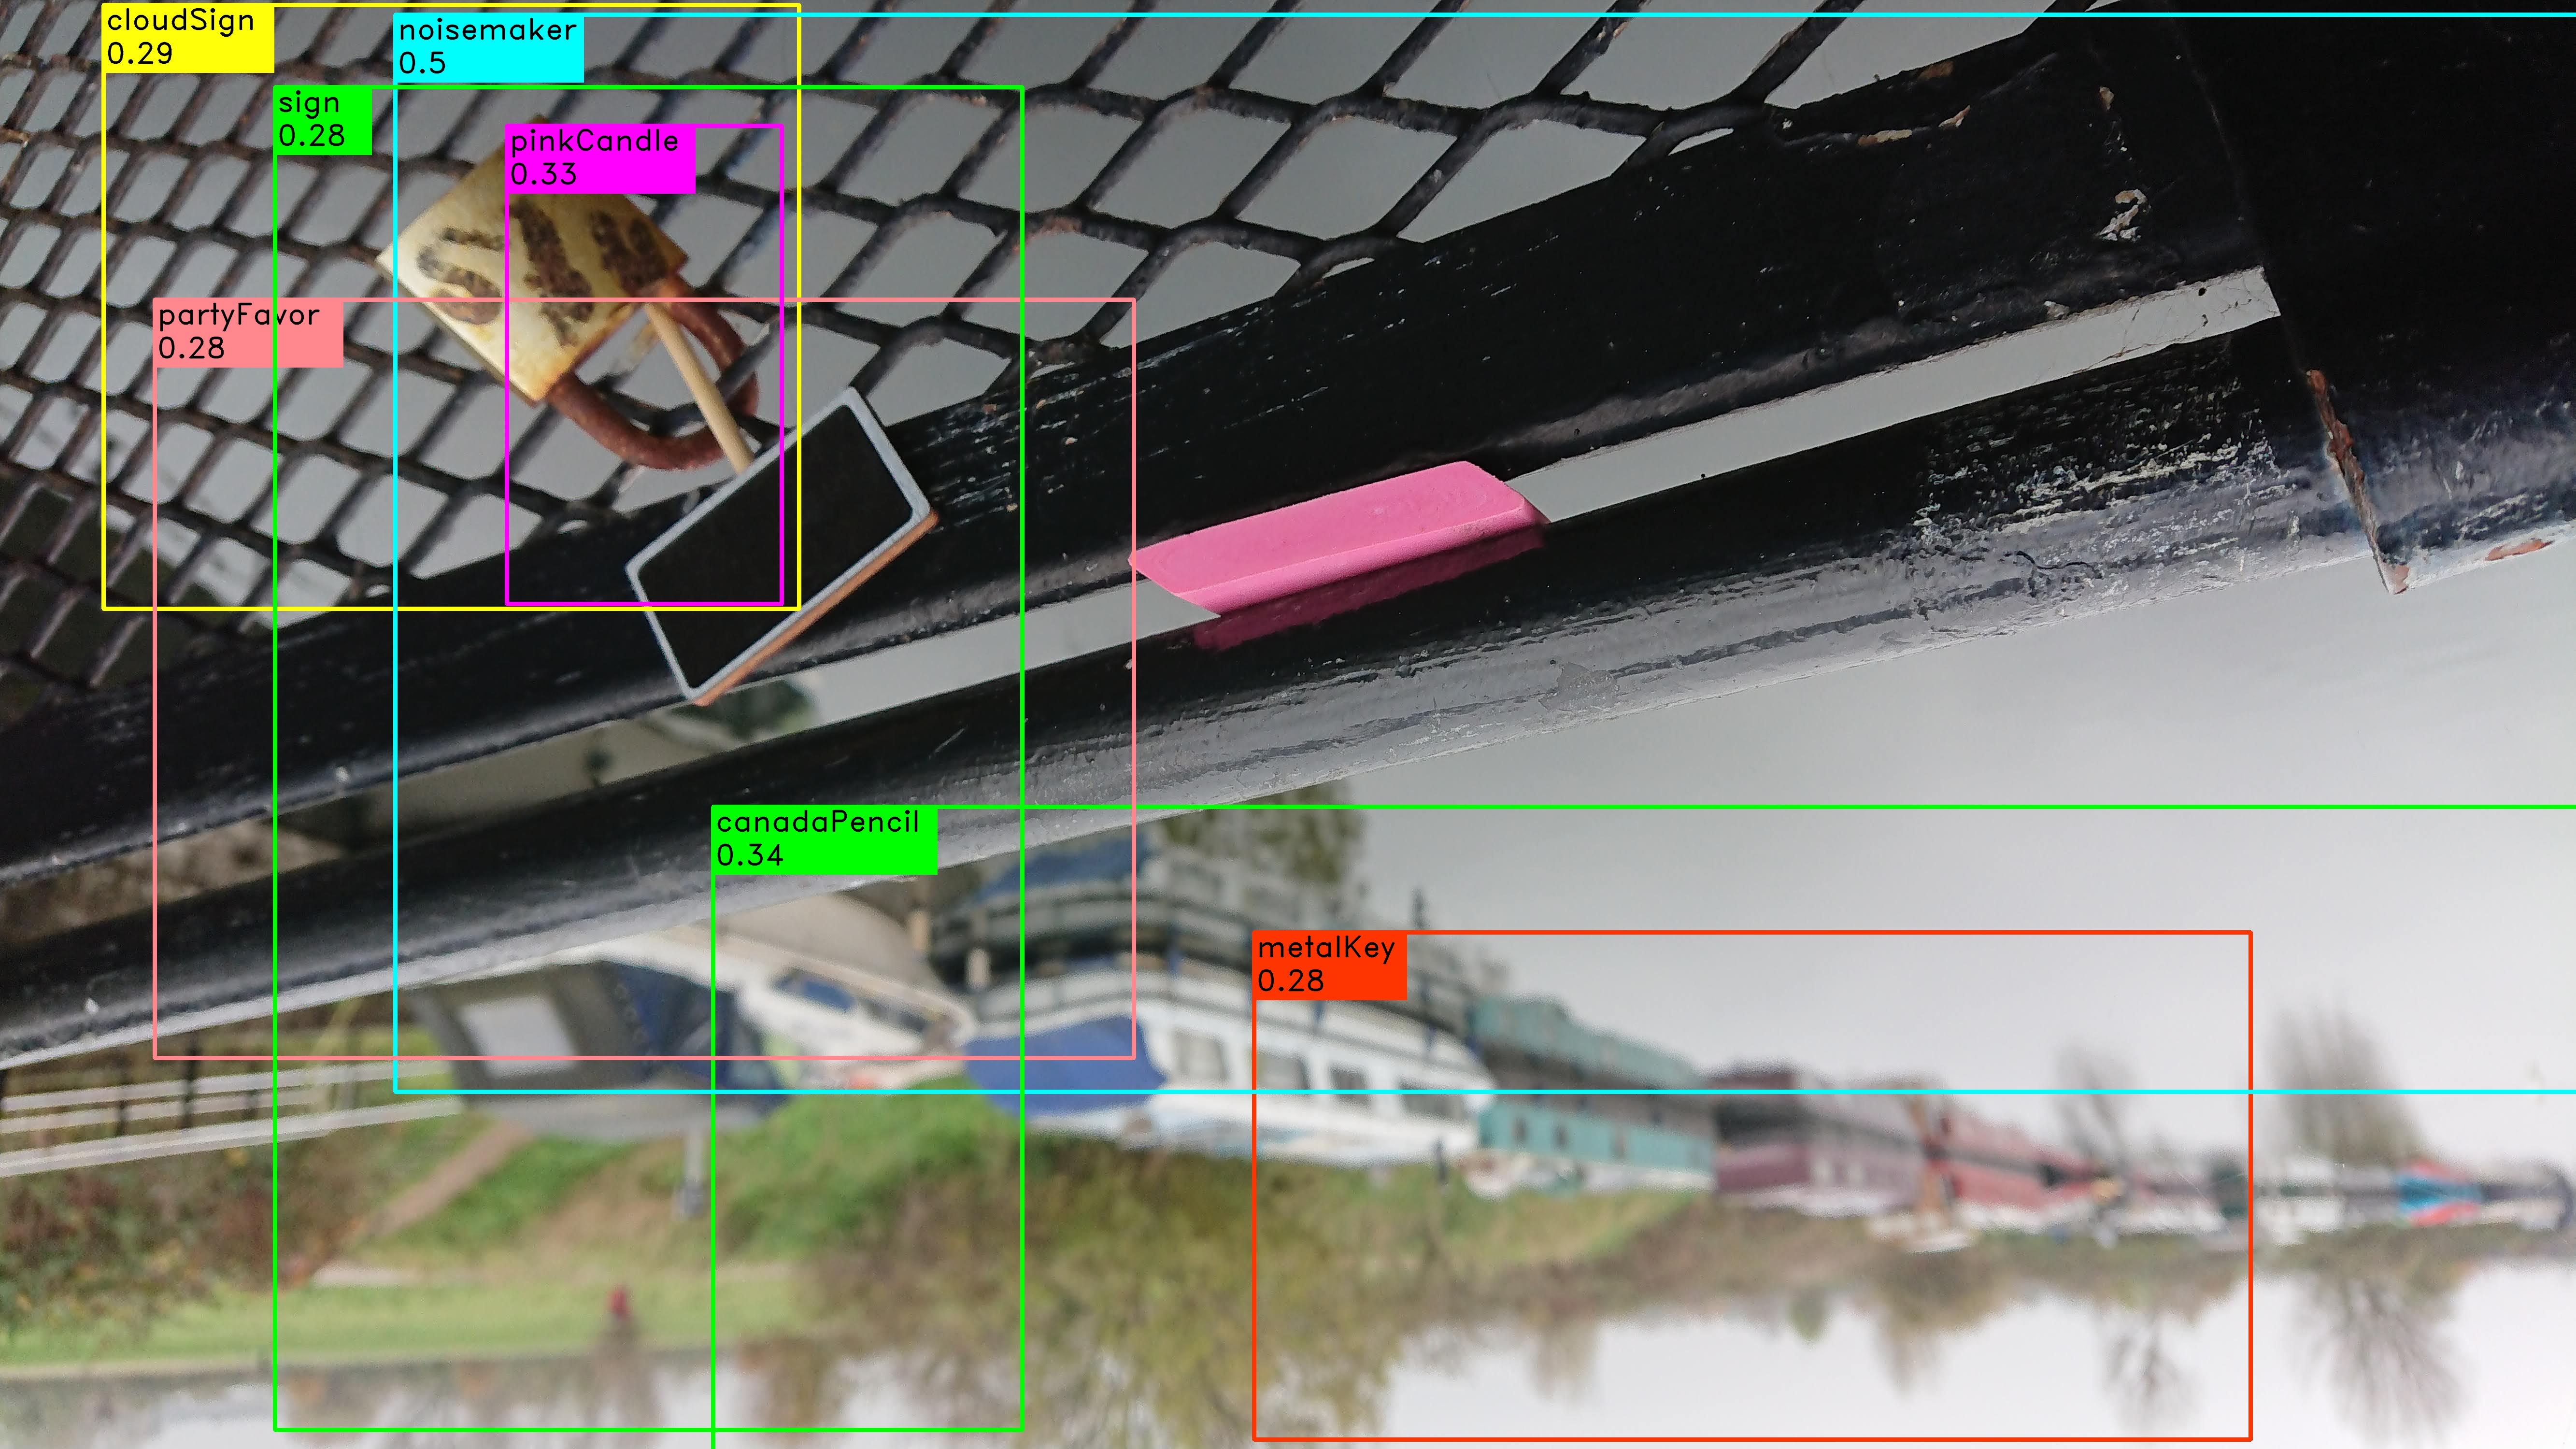 cloudSign
0.29
noisemaker
0.5
sign
0.28
pinkCandle
0.33
partyFavor
0.28
canadaPencil
0.34
metalKey
0.28